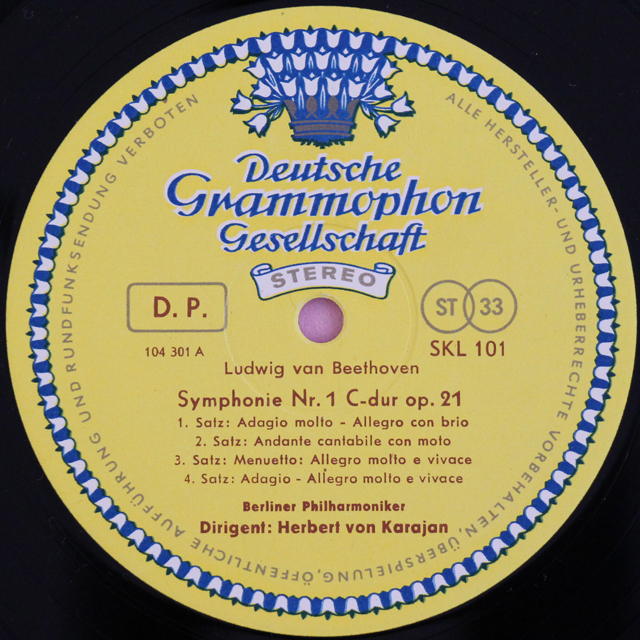 Deutsche
Grammophon
Gesellschaft
STEREO
D. P.
ST 33
104 301 A
SKL 101
Ludwig van Beethoven
Symphonie Nr. 1 C-dur op. 21
1. Satz: Adagio molto - Allegro con brio
2. Satz: Andante cantabile con moto
3. Satz: Menuetto: Allegro molto e vivace
4. Satz: Adagio - Allegro molto e vivace
Berliner Philharmoniker
Dirigent: Herbert von Karajan
ALLE HERSTELLER- UND URHEBERRECHTE VORBEHALTEN, ÜBERSPIELUNG, ÖFFENTLICHE AUFFÜHRUNG UND RUNDFUNKSENDUNG VERBOTEN